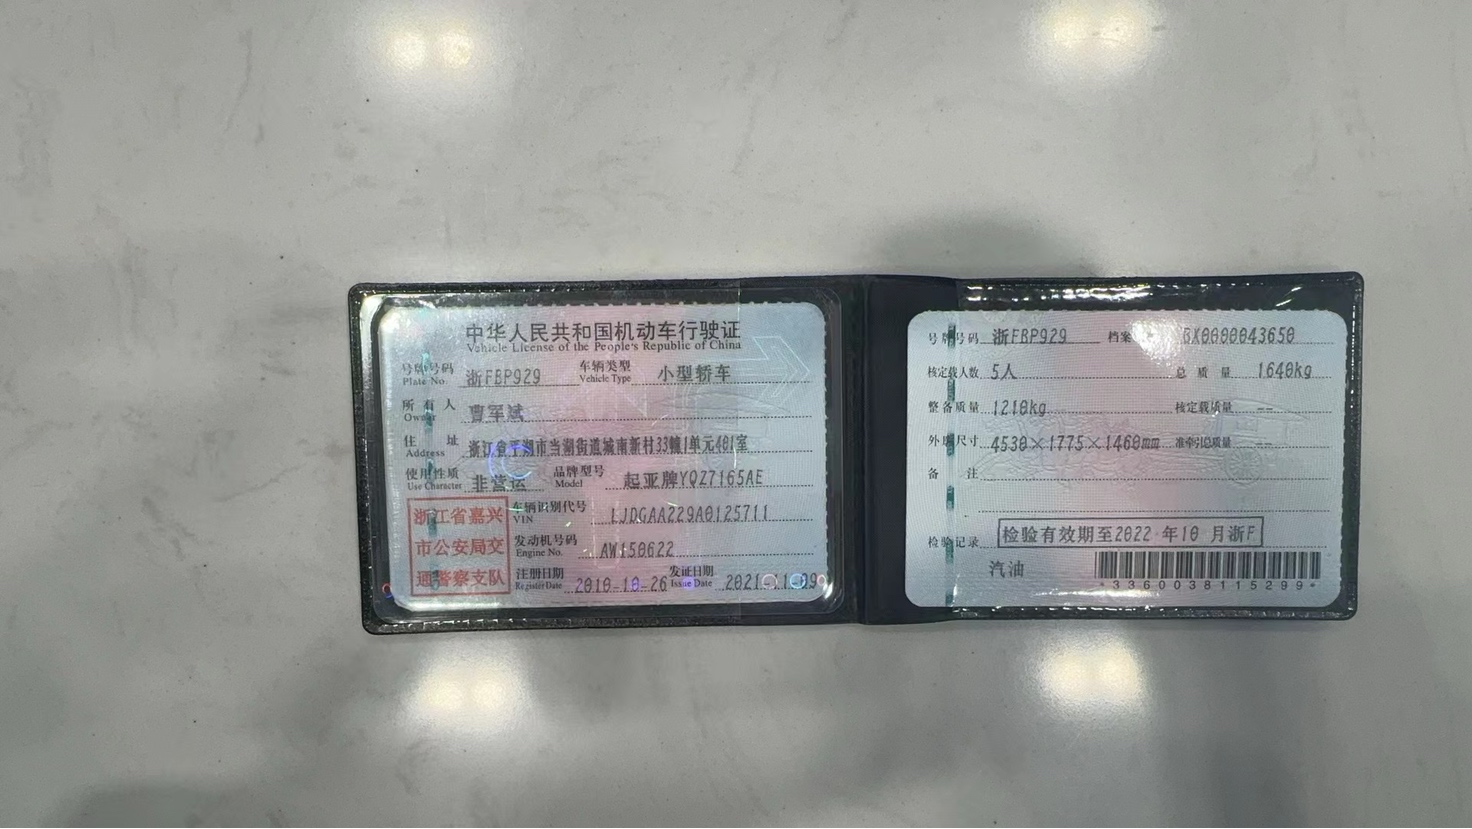 中华人民共和国机动车行驶证
Vehicle License of the People's Republic of China
号牌号码 浙FBP929 车辆类型 小型轿车
Plate No. Vehicle Type
所有人 曹军斌
Owner
住址 浙江省平湖市当湖街道城南新村33幢1单元401室
Address
使用性质 非营运 品牌型号 起亚牌YQZ7165AE
Use Character Model
浙江省嘉兴
市公安局交
通警察支队
车辆识别代号 LJDGAA229A0125711
VIN
发动机号码 AW150622
Engine No.
注册日期 2010-10-26 发证日期 2021-11-09
Register Date Issue Date
号牌号码 浙FBP929 档案 BX0000043650
核定载人数 5人 总质量 1640kg
整备质量 1210kg 核定载质量 --
外廓尺寸 4530×1775×1460mm 准牵引总质量 --
备注
检验记录 检验有效期至2022年10月浙F
汽油
*3360038115299*